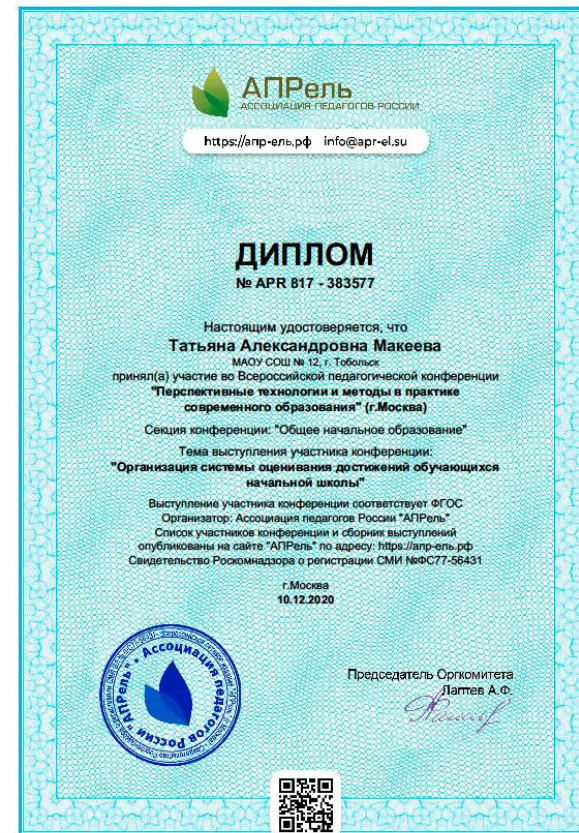 АПРель
АССОЦИАЦИЯ ПЕДАГОГОВ РОССИИ
https://апр-ель.рф info@apr-el.su
ДИПЛОМ
№ APR 817 - 383577
Настоящим удостоверяется, что
Татьяна Александровна Макеева
МАОУ СОШ № 12, г. Тобольск
принял(а) участие во Всероссийской педагогической конференции
"Перспективные технологии и методы в практике
современного образования" (г.Москва)
Секция конференции: "Общее начальное образование"
Тема выступления участника конференции:
"Организация системы оценивания достижений обучающихся
начальной школы"
Выступление участника конференции соответствует ФГОС
Организатор: Ассоциация педагогов России "АПРель"
Список участников конференции и сборник выступлений
опубликованы на сайте "АПРель" по адресу: https://апр-ель.рф
Свидетельство Роскомнадзора о регистрации СМИ №ФС77-56431
г.Москва
10.12.2020
Председатель Оргкомитета
Лаптев А.Ф.
Ассоциация педагогов России "АПРель"